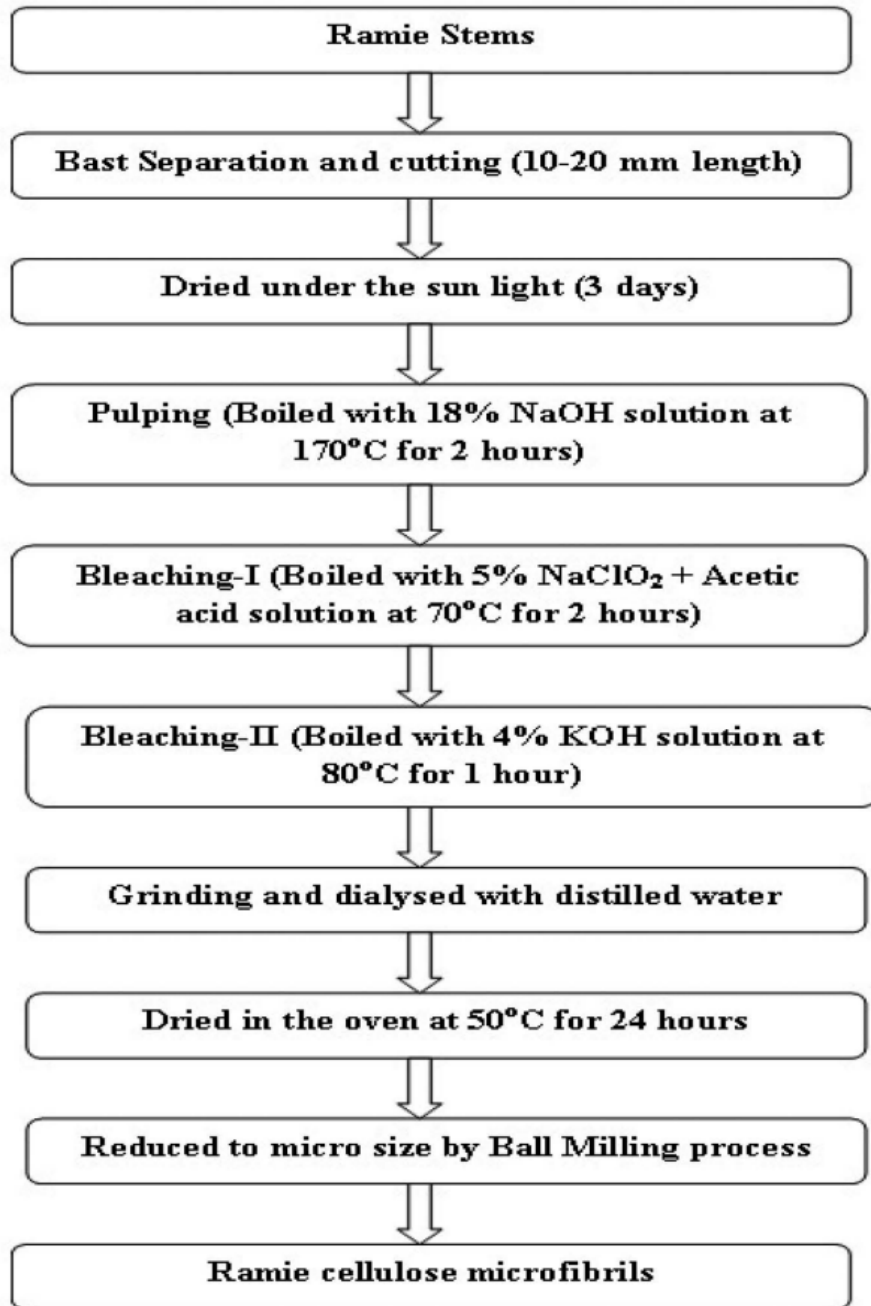 Ramie Stems
Bast Separation and cutting (10-20 mm length)
Dried under the sun light (3 days)
Pulping (Boiled with 18% NaOH solution at
170°C for 2 hours)
Bleaching-I (Boiled with 5% NaClO₂ + Acetic
acid solution at 70°C for 2 hours)
Bleaching-II (Boiled with 4% KOH solution at
80°C for 1 hour)
Grinding and dialysed with distilled water
Dried in the oven at 50°C for 24 hours
Reduced to micro size by Ball Milling process
Ramie cellulose microfibrils